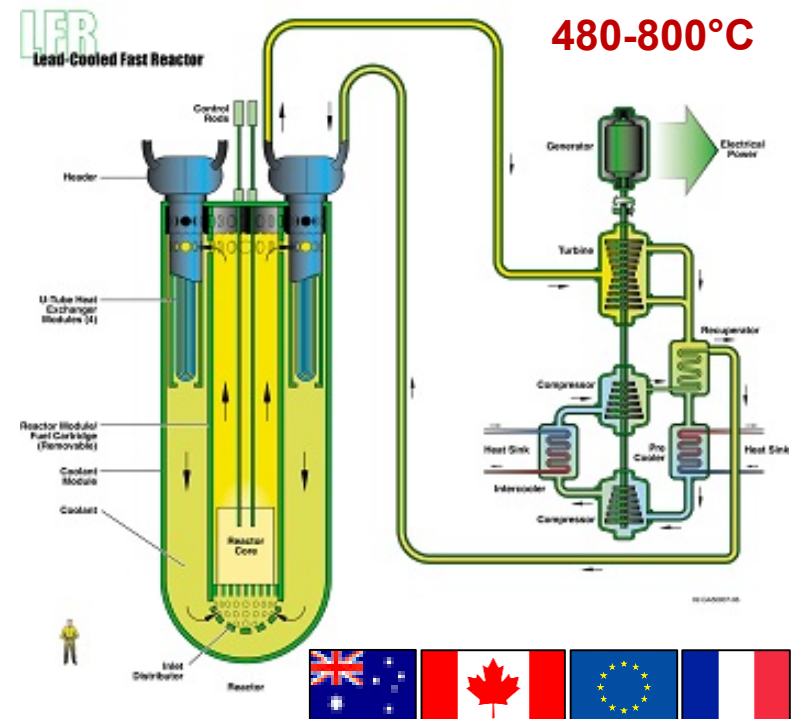 LFR
Lead-Cooled Fast Reactor
480-800°C
Control
Rods
Header
U-Tube Heat
Exchanger
Modules (4)
Reactor Module/
Fuel Cartridge
(Removable)
Coolant
Module
Coolant
Reactor
Core
Inlet
Distributor
Reactor
Generator
Electrical
Power
Turbine
Recuperator
Compressor
Heat Sink
Pre
Cooler
Heat Sink
Intercooler
Compressor